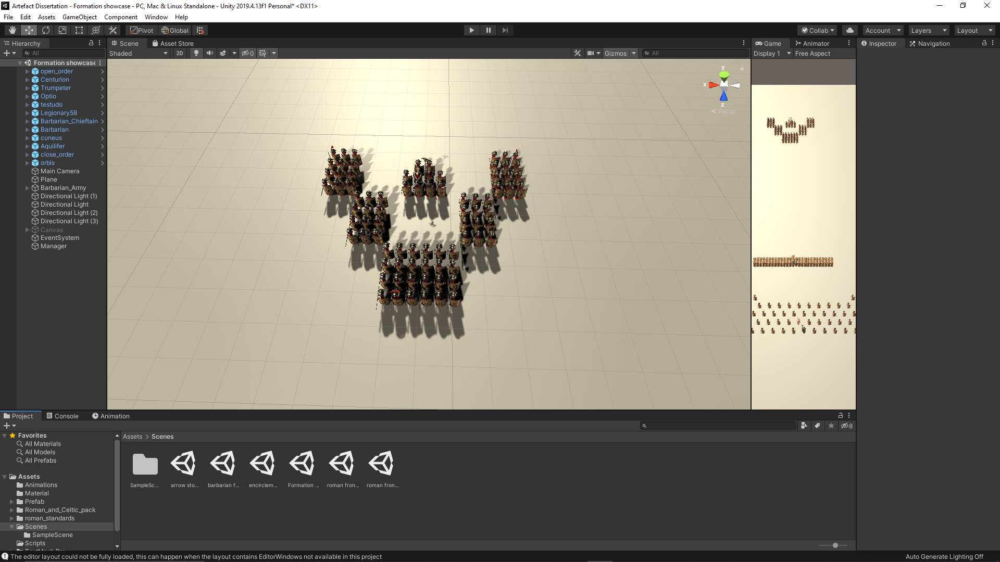 Artefact Dissertation - Formation showcase - PC, Mac & Linux Standalone - Unity 2019.4.13f1 Personal* <DX11>
File Edit Assets GameObject Component Window Help
Pivot Global Collab Account Layers Layout
Hierarchy Scene Asset Store Game Animator Inspector Navigation
All Shaded 2D 0 Gizmos All Display 1 Free Aspect
Formation showcase
open_order
Centurion
Trumpeter
Optio
testudo
Legionary58
Barbarian_Chieftain
Barbarian
cuneus
Aquilifer
close_order
orbis
Main Camera
Plane
Barbarian_Army
Directional Light (1)
Directional Light
Directional Light (2)
Directional Light (3)
Canvas
EventSystem
Manager
y
x
z
Persp
Project Console Animation
8
Favorites
All Materials
All Models
All Prefabs
Assets
Animations
Material
Prefab
Roman_and_Celtic_pack
roman_standards
Scenes
SampleScene
Scripts
Assets > Scenes
SampleSc... arrow sto... barbarian f... encirclem... Formation ... roman fron... roman fron...
The editor layout could not be fully loaded, this can happen when the layout contains EditorWindows not available in this project
Auto Generate Lighting Off